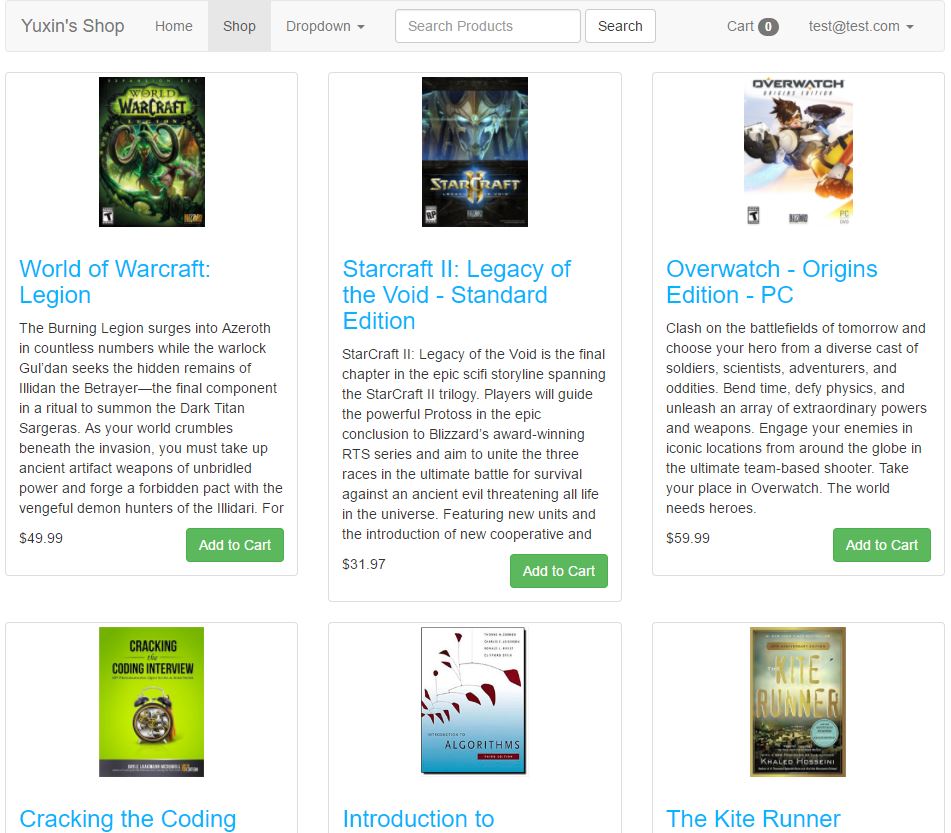 Yuxin's Shop Home Shop Dropdown Search Products Search Cart 0 test@test.com
WORLD
WARCRAFT
LEGION
BLIZZARD
World of Warcraft:
Legion
The Burning Legion surges into Azeroth
in countless numbers while the warlock
Gul'dan seeks the hidden remains of
Illidan the Betrayer—the final component
in a ritual to summon the Dark Titan
Sargeras. As your world crumbles
beneath the invasion, you must take up
ancient artifact weapons of unbridled
power and forge a forbidden pact with the
vengeful demon hunters of the Illidari. For
$49.99 Add to Cart
STARCRAFT
II
LEGACY OF THE VOID
RP
Starcraft II: Legacy of
the Void - Standard
Edition
StarCraft II: Legacy of the Void is the final
chapter in the epic scifi storyline spanning
the StarCraft II trilogy. Players will guide
the powerful Protoss in the epic
conclusion to Blizzard's award-winning
RTS series and aim to unite the three
races in the ultimate battle for survival
against an ancient evil threatening all life
in the universe. Featuring new units and
the introduction of new cooperative and
$31.97 Add to Cart
OVERWATCH
ORIGINS EDITION
T
PC
Overwatch - Origins
Edition - PC
Clash on the battlefields of tomorrow and
choose your hero from a diverse cast of
soldiers, scientists, adventurers, and
oddities. Bend time, defy physics, and
unleash an array of extraordinary powers
and weapons. Engage your enemies in
iconic locations from around the globe in
the ultimate team-based shooter. Take
your place in Overwatch. The world
needs heroes.
$59.99 Add to Cart
CRACKING
the
CODING INTERVIEW
Cracking the Coding
INTRODUCTION TO
ALGORITHMS
THIRD EDITION
Introduction to
THE
KITE
RUNNER
KHALED HOSSEINI
The Kite Runner